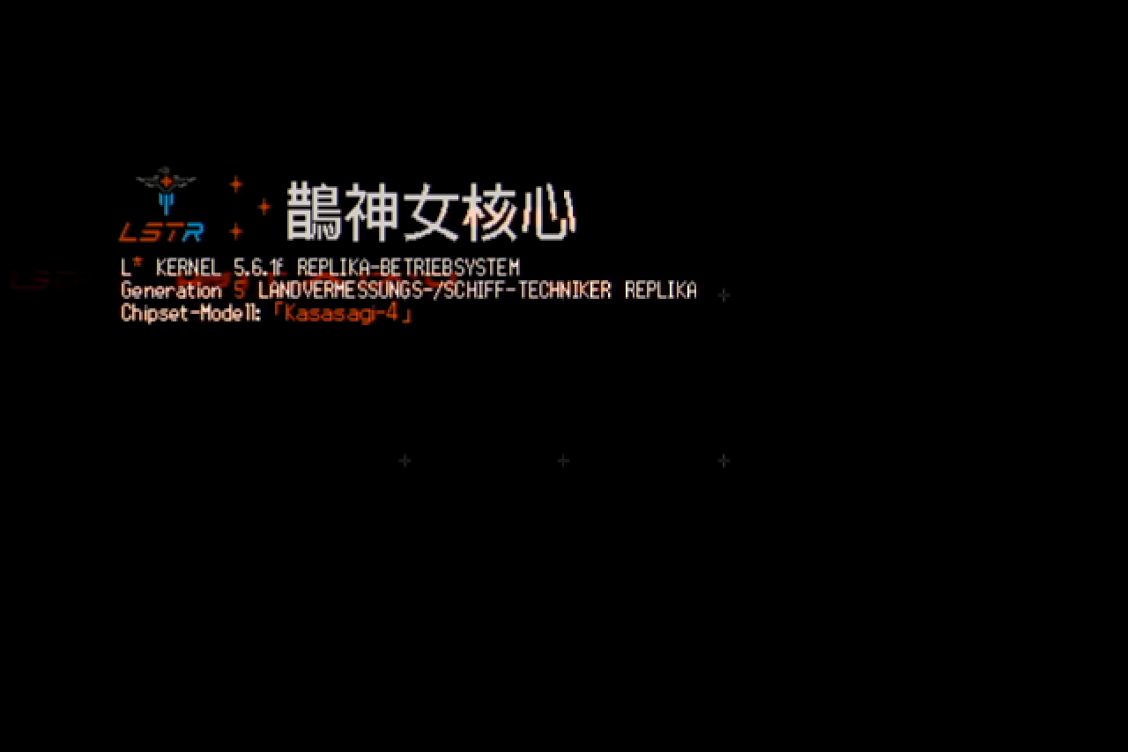 LSTR
鵲神女核心
L* KERNEL 5.6.1f REPLIKA-BETRIEBSYSTEM
Generation 5 LANDVERMESSUNGS-/SCHIFF-TECHNIKER REPLIKA
Chipset-Modell:「Kasasagi-4」